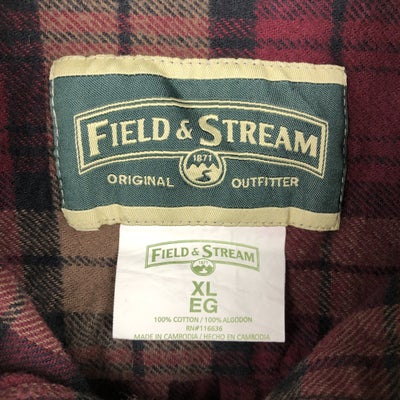 FIELD & STREAM
1871
ORIGINAL OUTFITTER
FIELD & STREAM
1871
XL
EG
100% COTTON / 100% ALGODON
RN#116636
MADE IN CAMBODIA / HECHO EN CAMBODIA